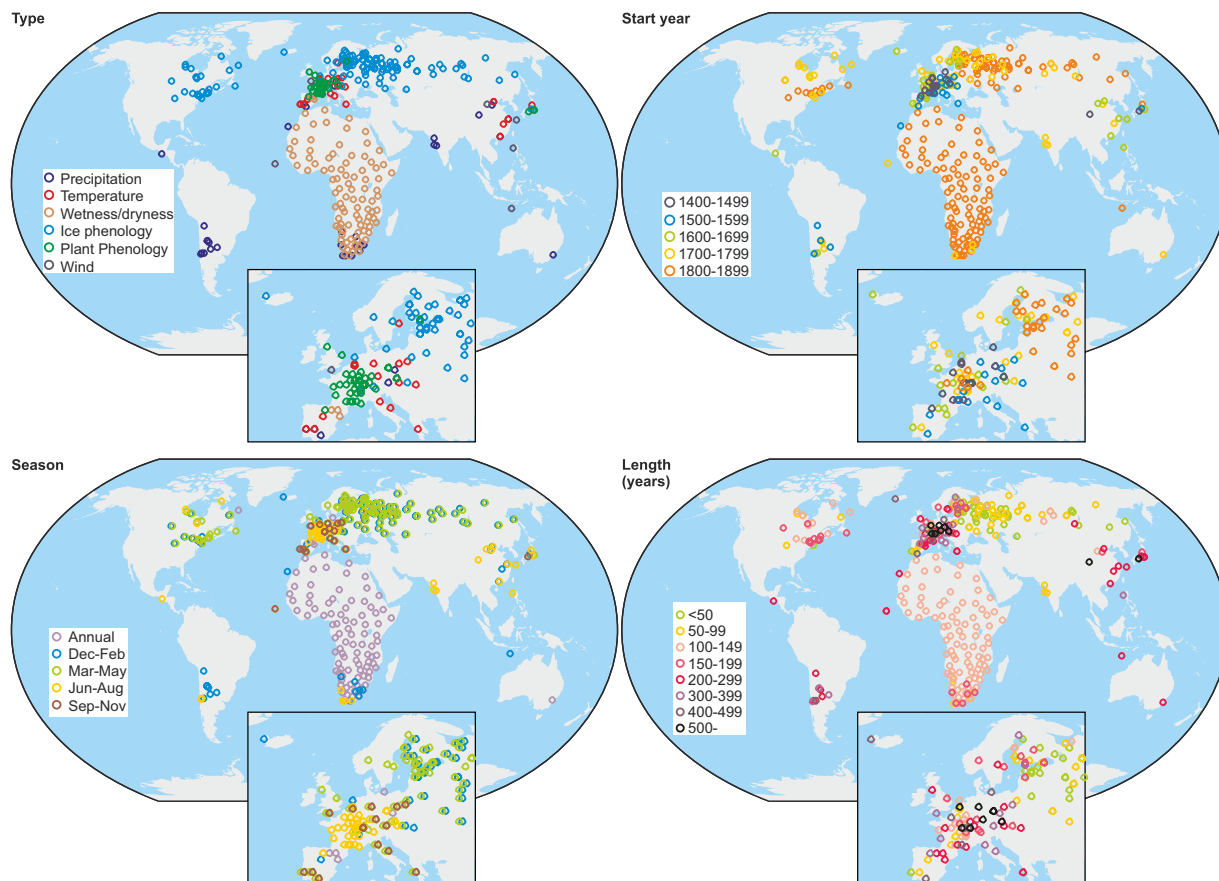 Type
Precipitation
Temperature
Wetness/dryness
Ice phenology
Plant Phenology
Wind
Start year
1400-1499
1500-1599
1600-1699
1700-1799
1800-1899
Season
Annual
Dec-Feb
Mar-May
Jun-Aug
Sep-Nov
Length
(years)
<50
50-99
100-149
150-199
200-299
300-399
400-499
500-